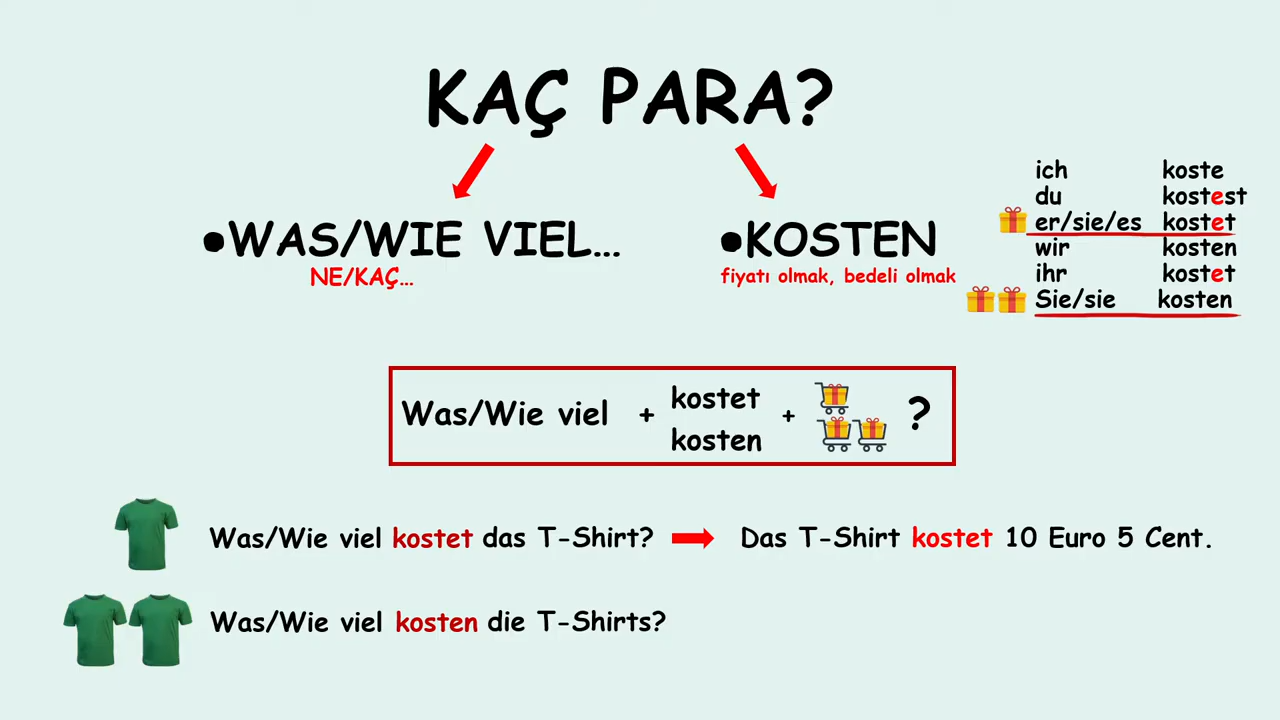 KAÇ PARA?
•WAS/WIE VIEL...
NE/KAÇ...
•KOSTEN
fiyatı olmak, bedeli olmak
ich koste
du kostest
er/sie/es kostet
wir kosten
ihr kostet
Sie/sie kosten
Was/Wie viel + kostet + ?
kosten
Was/Wie viel kostet das T-Shirt? Das T-Shirt kostet 10 Euro 5 Cent.
Was/Wie viel kosten die T-Shirts?